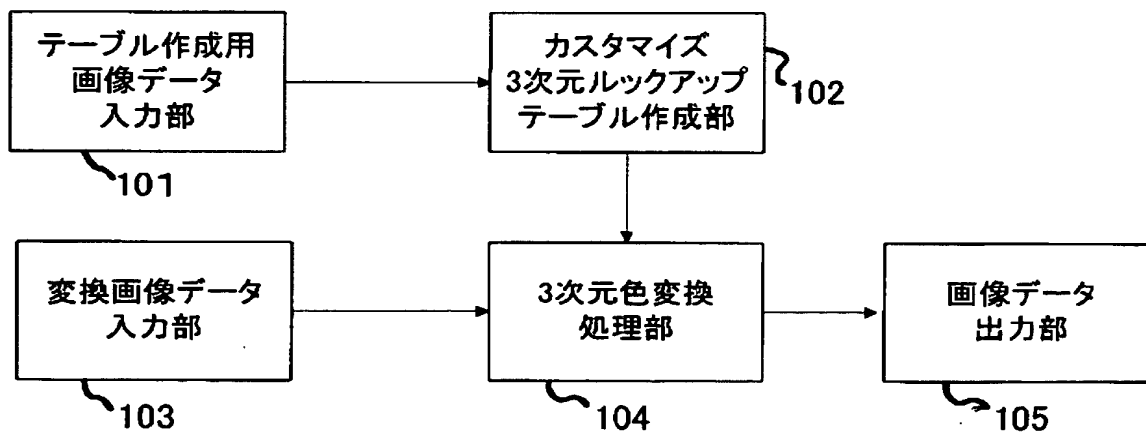 テーブル作成用
画像データ
入力部
101
カスタマイズ
3次元ルックアップ
テーブル作成部
102
変換画像データ
入力部
103
3次元色変換
処理部
104
画像データ
出力部
105